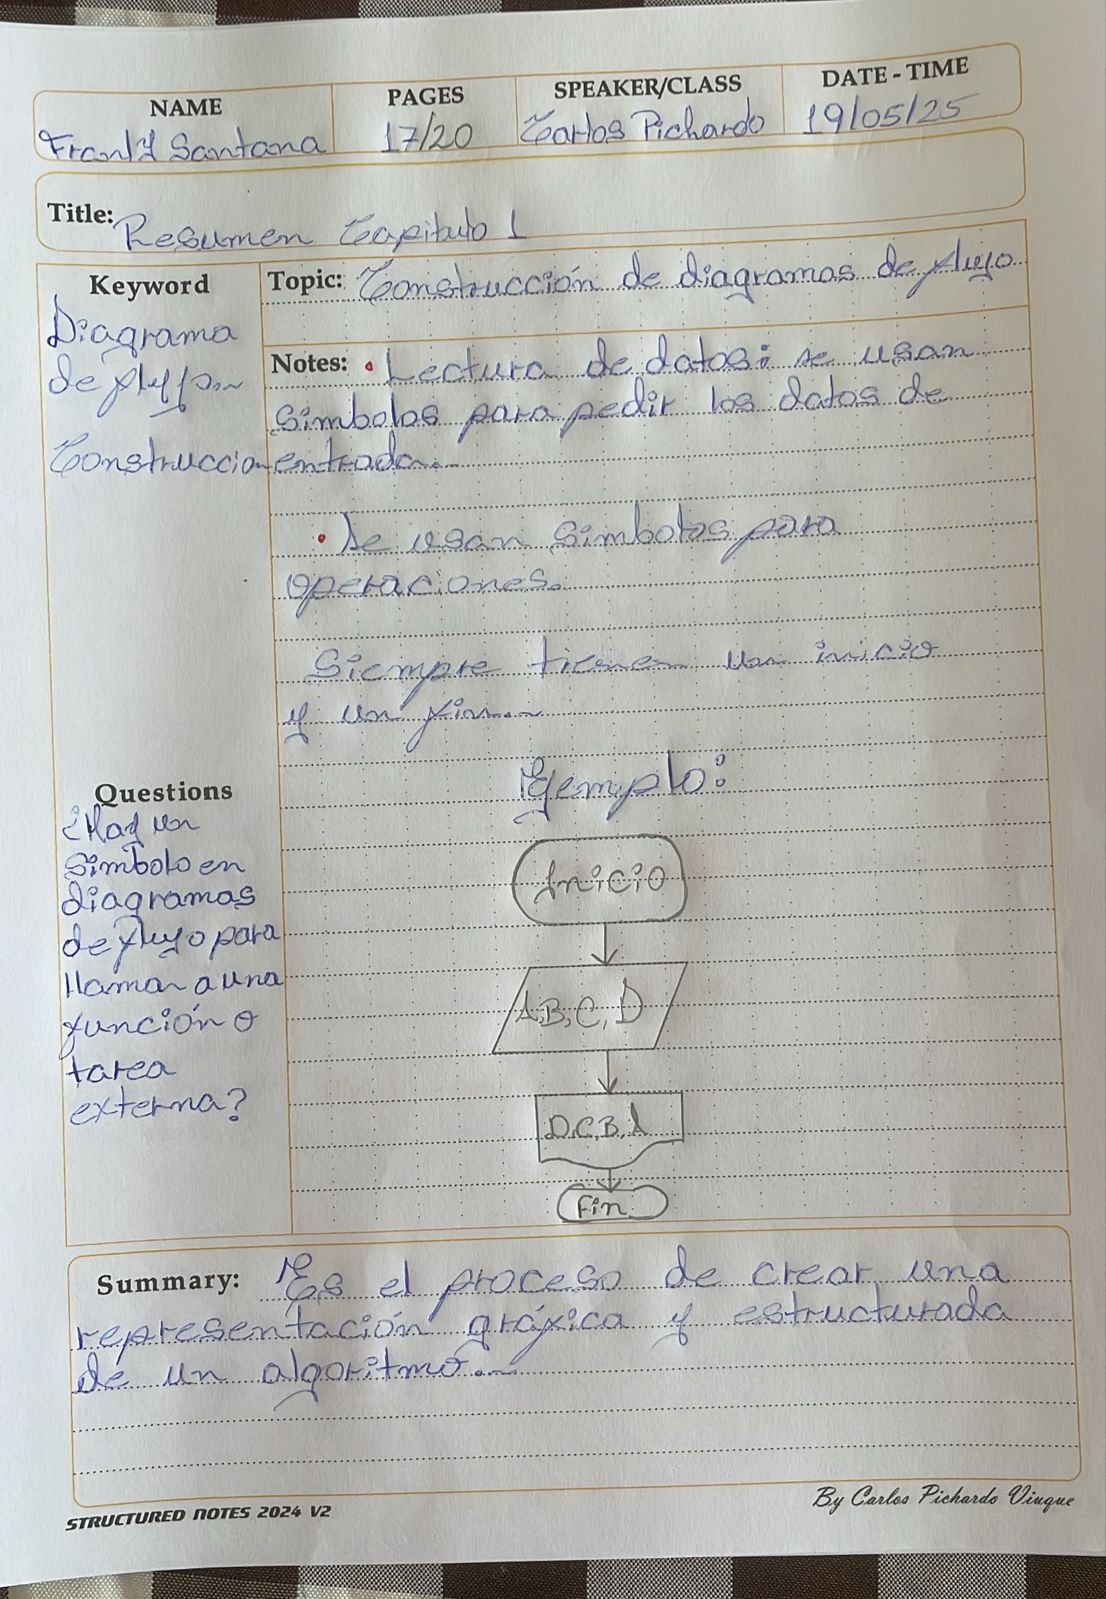 NAME
Frank Santana
PAGES
17/20
SPEAKER/CLASS
Carlos Pichardo
DATE - TIME
19/05/25
Title: Resumen Capitulo 1
Keyword
Diagrama
de
Construccion
Topic: Construcción de diagramas de flujo
Notes: • Lectura de datos: se usan
simbolos para pedir los datos de
entrada...
• Se usan simbolos para
operaciones.
Siempre tienen un inicio
y un fin...
Ejemplo:
Inicio
A,B,C,D
D,C,B,A
Fin
Questions
¿Hay un
simbolo en
diagramas
de flujo para
llamar a una
función o
tarea
externa?
Summary: Es el proceso de crear una
representación gráfica y estructurada
de un algoritmo...
STRUCTURED NOTES 2024 V2
By Carlos Pichardo Viuque